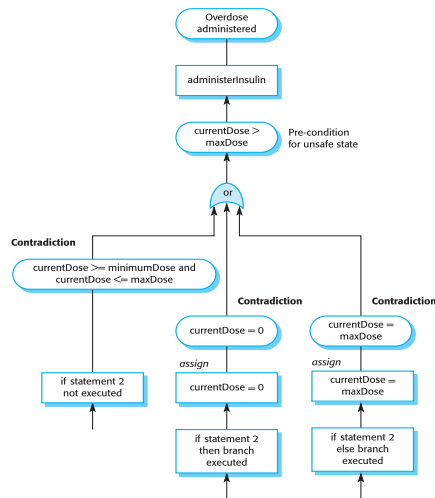 Overdose
administered
administerInsulin
currentDose >
maxDose
Pre-condition
for unsafe state
or
Contradiction
currentDose >= minimumDose and
currentDose <= maxDose
if statement 2
not executed
Contradiction
currentDose = 0
assign
currentDose = 0
if statement 2
then branch
executed
Contradiction
currentDose =
maxDose
assign
currentDose =
maxDose
if statement 2
else branch
executed